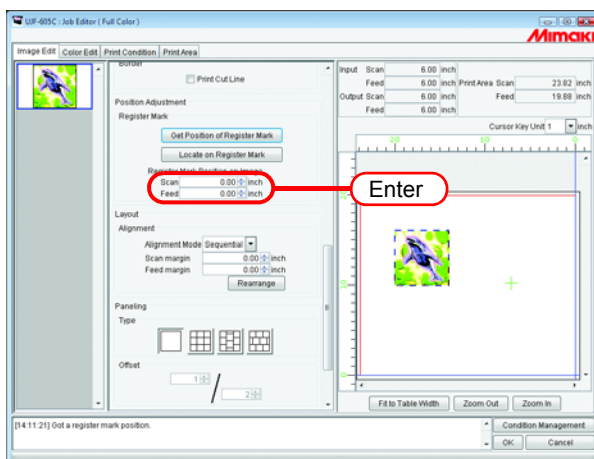 UJF-605C : Job Editor ( Full Color )
Mimaki
Image Edit Color Edit Print Condition Print Area
Border
Print Cut Line
Position Adjustment
Register Mark
Get Position of Register Mark
Locate on Register Mark
Register Mark Position on Image
Scan 0.00 inch
Feed 0.00 inch
Enter
Layout
Alignment
Alignment Mode Sequential
Scan margin 0.00 inch
Feed margin 0.00 inch
Rearrange
Paneling
Type
Offset
1 / 2
Input Scan 6.00 inch
Feed 6.00 inch Print Area Scan 23.82 inch
Output Scan 6.00 inch Feed 19.88 inch
Feed 6.00 inch
Cursor Key Unit 1 inch
20 10 0
10
0
Fit to Table Width Zoom Out Zoom In
[14:11:21] Got a register mark position.
Condition Management
OK Cancel